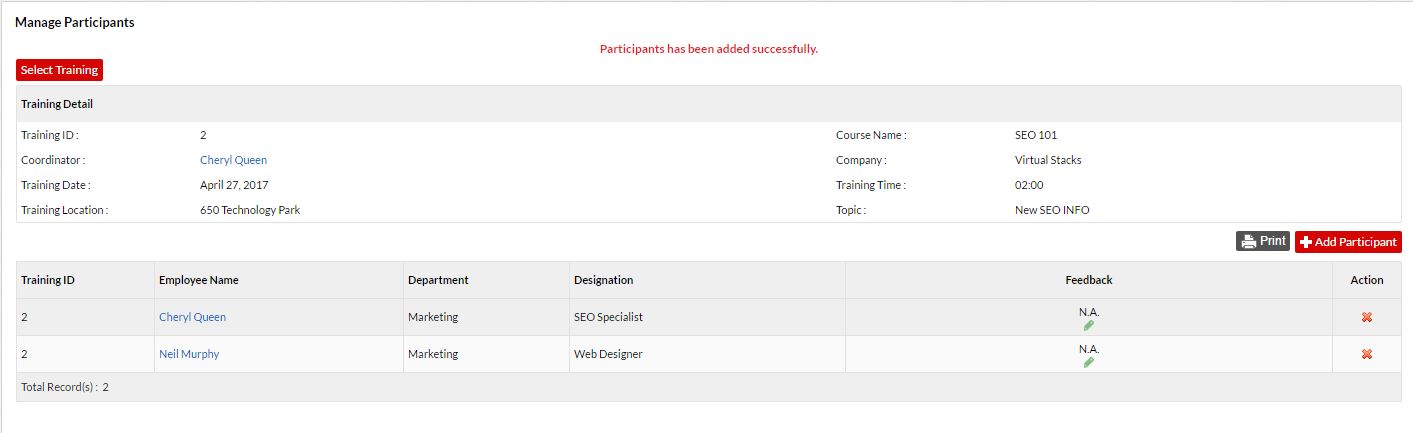 Manage Participants
Participants has been added successfully.
Select Training
Training Detail
Training ID : 2 Course Name : SEO 101
Coordinator : Cheryl Queen Company : Virtual Stacks
Training Date : April 27, 2017 Training Time : 02:00
Training Location : 650 Technology Park Topic : New SEO INFO
Print Add Participant
Training ID Employee Name Department Designation Feedback Action
2 Cheryl Queen Marketing SEO Specialist N.A.
2 Neil Murphy Marketing Web Designer N.A.
Total Record(s) : 2